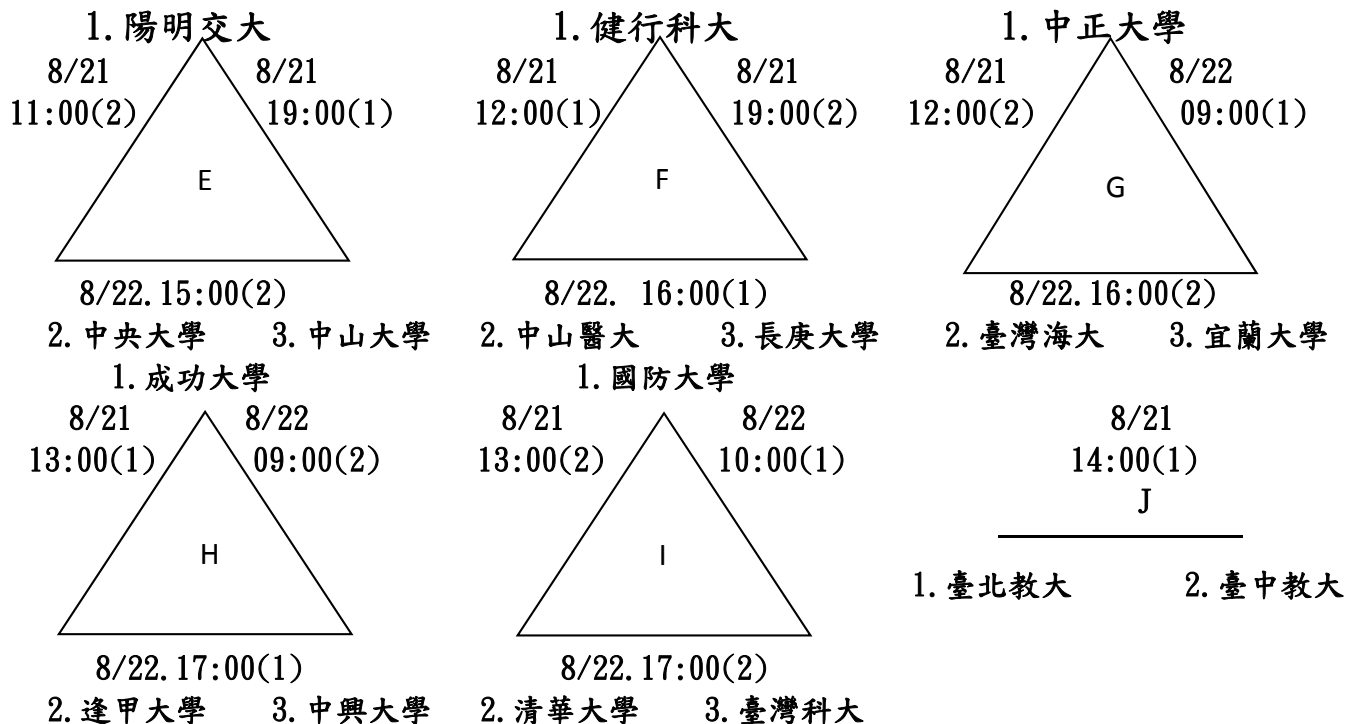 1.陽明交大 1.健行科大 1.中正大學
8/21 8/21 8/21 8/21 8/21 8/22
11:00(2) 19:00(1) 12:00(1) 19:00(2) 12:00(2) 09:00(1)
E F G
8/22.15:00(2) 8/22. 16:00(1) 8/22.16:00(2)
2.中央大學 3.中山大學 2.中山醫大 3.長庚大學 2.臺灣海大 3.宜蘭大學
1.成功大學 1.國防大學
8/21 8/22 8/21 8/22 8/21
13:00(1) 09:00(2) 13:00(2) 10:00(1) 14:00(1)
J
H I
1.臺北教大 2.臺中教大
8/22.17:00(1) 8/22.17:00(2)
2.逢甲大學 3.中興大學 2.清華大學 3.臺灣科大